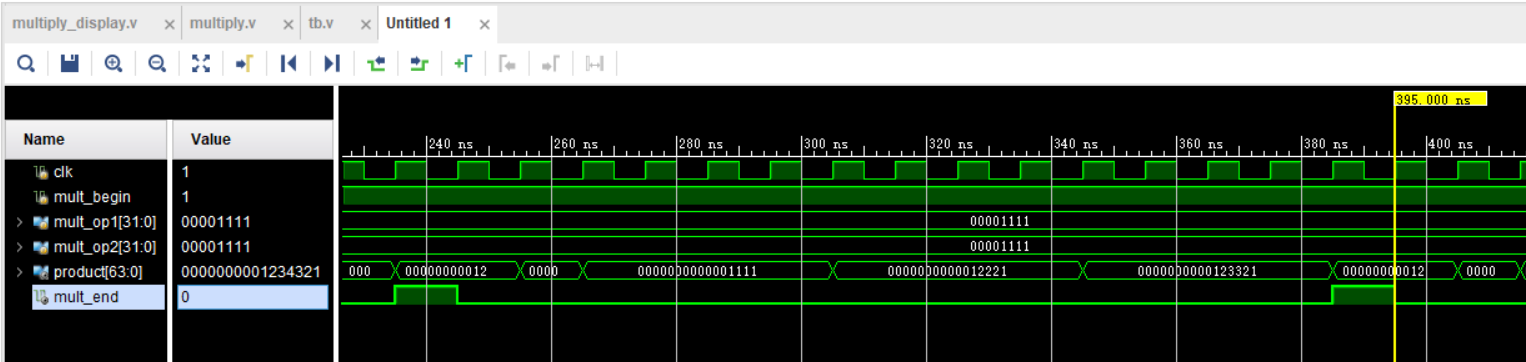 multiply_display.v × multiply.v × tb.v × Untitled 1 ×
395.000 ns
Name Value
240 ns 260 ns 280 ns 300 ns 320 ns 340 ns 360 ns 380 ns 400 ns
clk 1
mult_begin 1
mult_op1[31:0] 00001111 00001111
mult_op2[31:0] 00001111 00001111
product[63:0] 0000000001234321 000 00000000012 0000 0000000000001111 0000000000012221 0000000000123321 00000000012 0000
mult_end 0